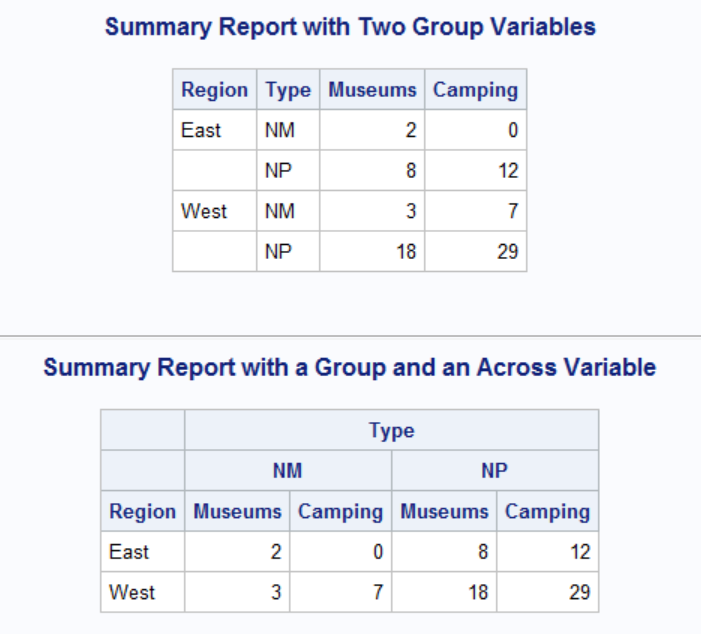 Summary Report with Two Group Variables
Region Type Museums Camping
East NM 2 0
NP 8 12
West NM 3 7
NP 18 29
Summary Report with a Group and an Across Variable
Type
NM NP
Region Museums Camping Museums Camping
East 2 0 8 12
West 3 7 18 29